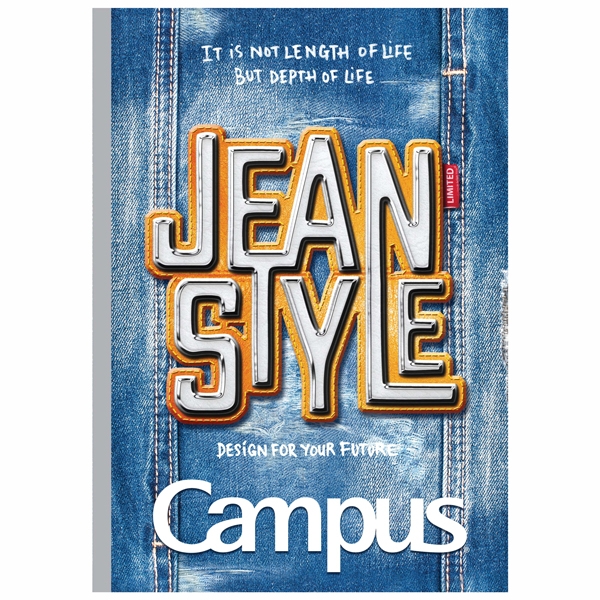 IT IS NOT LENGTH OF LIFE
BUT DEPTH OF LIFE
JEAN
LIMITED
STYLE
DESIGN FOR YOUR FUTURE
Campus